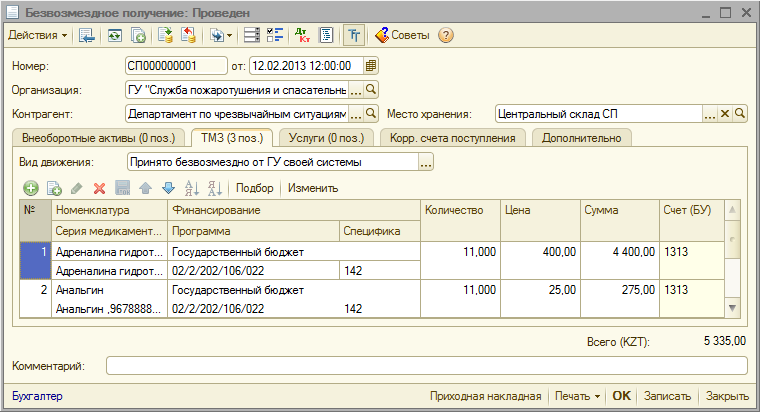 Безвозмездное получение: Проведен
Действия Дт Кт Тт Советы ?
Номер: СП000000001 от: 12.02.2013 12:00:00
Организация: ГУ "Служба пожаротушения и спасательны ...
Контрагент: Департамент по чрезвычайным ситуациям ... Место хранения: Центральный склад СП ...
Внеоборотные активы (0 поз.) ТМЗ (3 поз.) Услуги (0 поз.) Корр. счета поступления Дополнительно
Вид движения: Принято безвозмездно от ГУ своей системы ...
Подбор Изменить
№ Номенклатура Финансирование Количество Цена Сумма Счет (БУ)
Серия медикамент... Программа Специфика
1 Адреналина гидрот... Государственный бюджет 11,000 400,00 4 400,00 1313
Адреналина гидрот... 02/2/202/106/022 142
2 Анальгин Государственный бюджет 11,000 25,00 275,00 1313
Анальгин ,9678888... 02/2/202/106/022 142
Всего (KZT): 5 335,00
Комментарий:
Бухгалтер Приходная накладная Печать OK Записать Закрыть